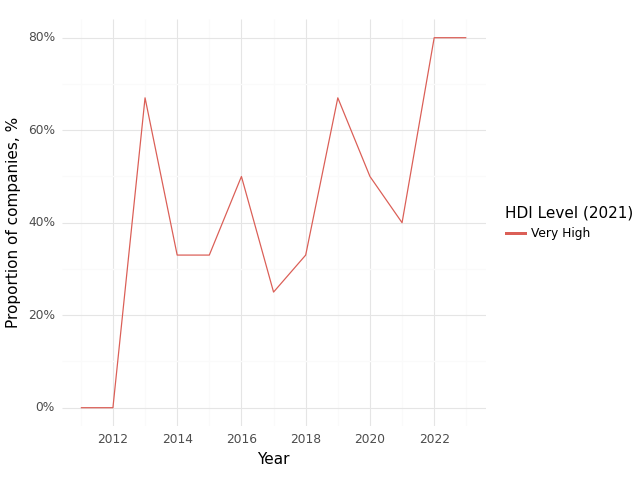 80%
60%
40%
20%
0%
Proportion of companies, %
2012 2014 2016 2018 2020 2022
Year
HDI Level (2021)
Very High